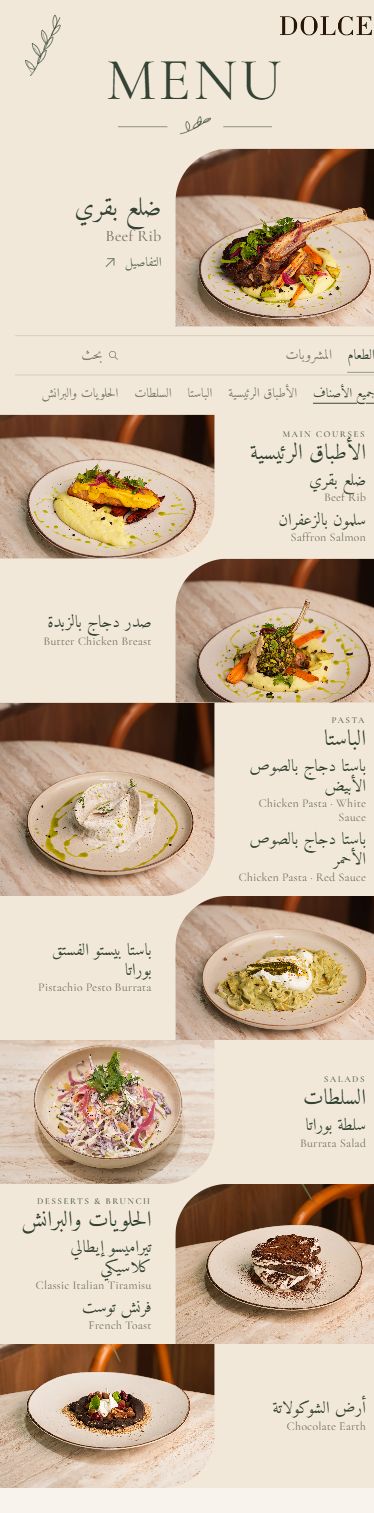 DOLCE
MENU
ضلع بقري
Beef Rib
التفاصيل
الطعام
المشروبات
بحث
جميع الأصناف
الأطباق الرئيسية
الباستا
السلطات
الحلويات والبرانش
MAIN COURSES
الأطباق الرئيسية
ضلع بقري
Beef Rib
سلمون بالزعفران
Saffron Salmon
صدر دجاج بالزبدة
Butter Chicken Breast
PASTA
الباستا
باستا دجاج بالصوص
الأبيض
Chicken Pasta · White
Sauce
باستا دجاج بالصوص
الأحمر
Chicken Pasta · Red Sauce
باستا بيستو الفستق
بوراتا
Pistachio Pesto Burrata
SALADS
السلطات
سلطة بوراتا
Burrata Salad
DESSERTS & BRUNCH
الحلويات والبرانش
تيراميسو إيطالي
كلاسيكي
Classic Italian Tiramisu
فرنش توست
French Toast
أرض الشوكولاتة
Chocolate Earth